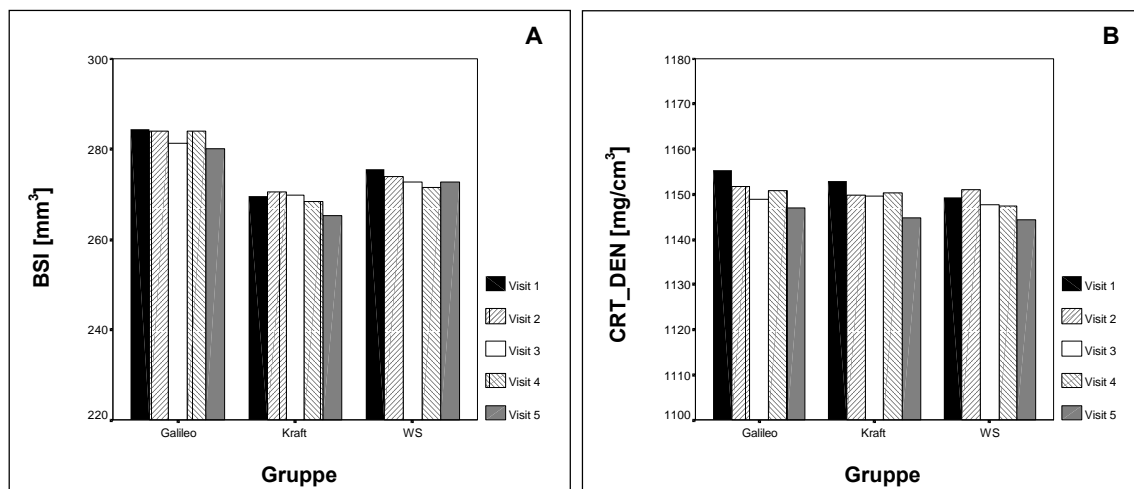 A
BSI [mm³]
300
280
260
240
220
Galileo
Kraft
WS
Gruppe
Visit 1
Visit 2
Visit 3
Visit 4
Visit 5
B
CRT_DEN [mg/cm³]
1180
1170
1160
1150
1140
1130
1120
1110
1100
Galileo
Kraft
WS
Gruppe
Visit 1
Visit 2
Visit 3
Visit 4
Visit 5